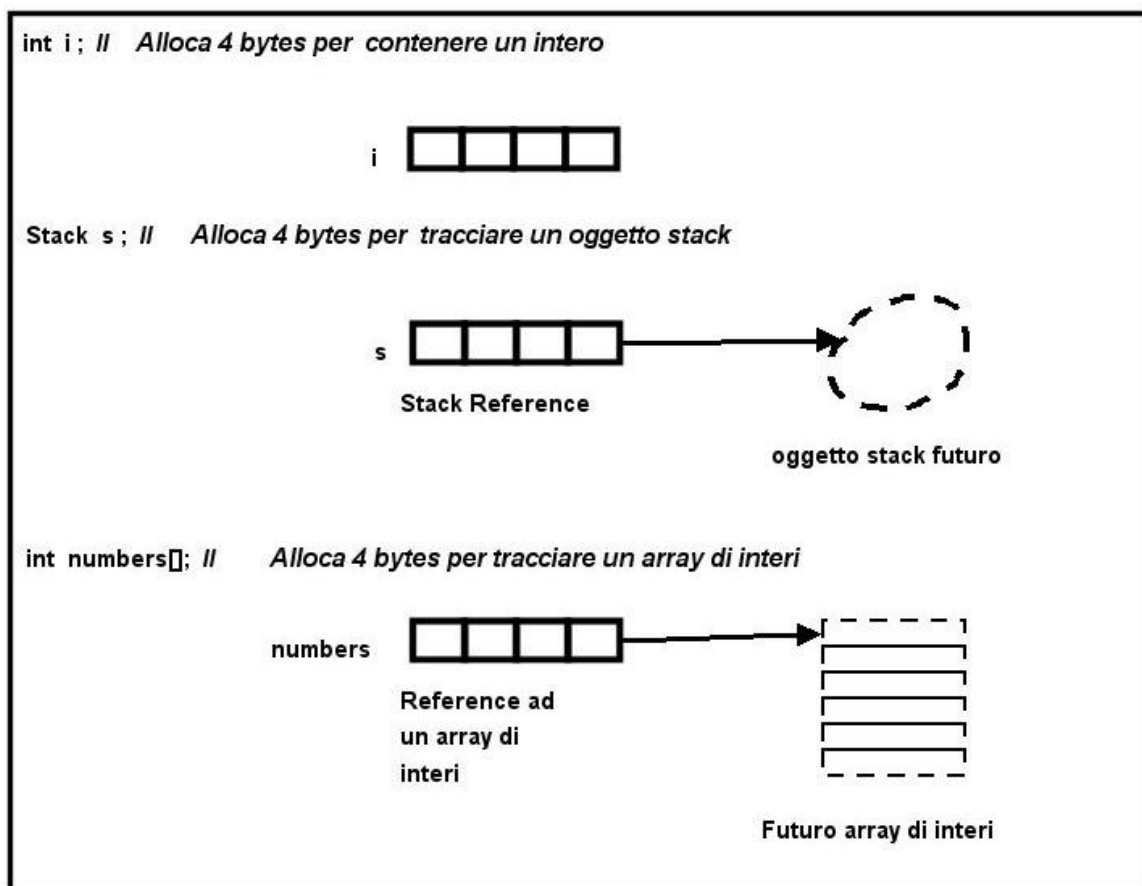 int i; // Alloca 4 bytes per contenere un intero
i
Stack s; // Alloca 4 bytes per tracciare un oggetto stack
s
Stack Reference
oggetto stack futuro
int numbers[]; // Alloca 4 bytes per tracciare un array di interi
numbers
Reference ad
un array di
interi
Futuro array di interi